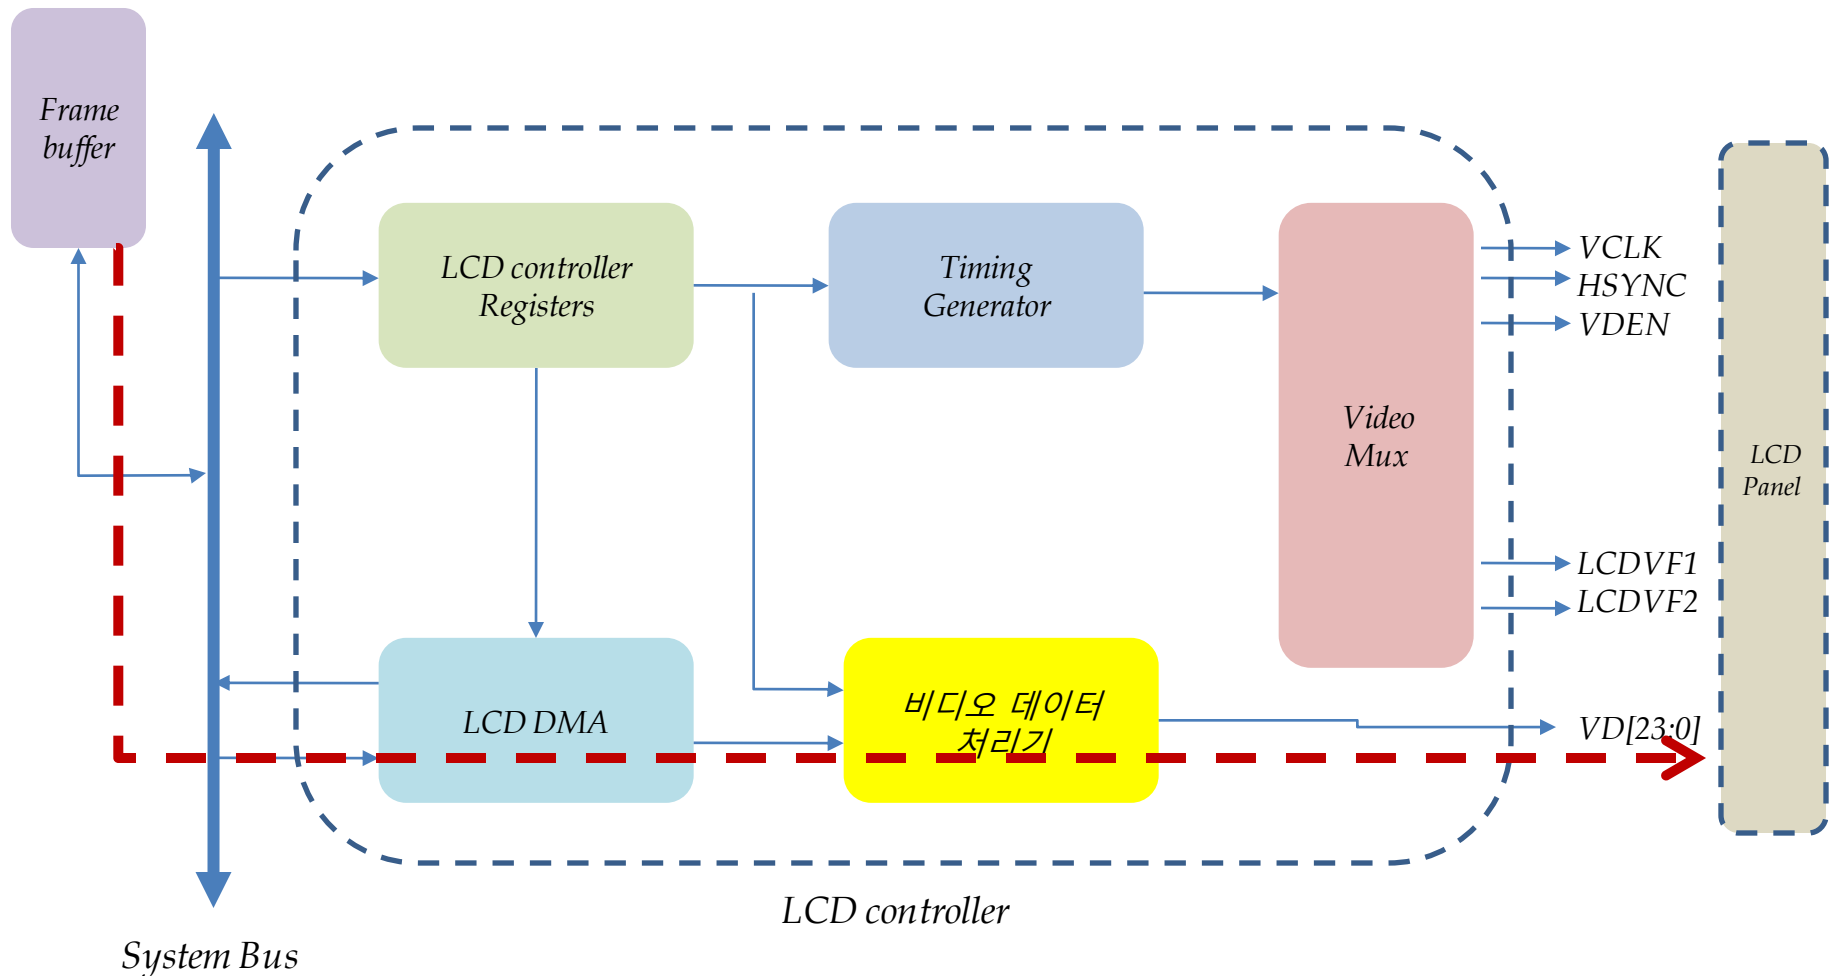 Frame
buffer
LCD controller
Registers
Timing
Generator
Video
Mux
VCLK
HSYNC
VDEN
LCD
Panel
LCDVF1
LCDVF2
LCD DMA
비디오 데이터
처리기
VD[23:0]
LCD controller
System Bus